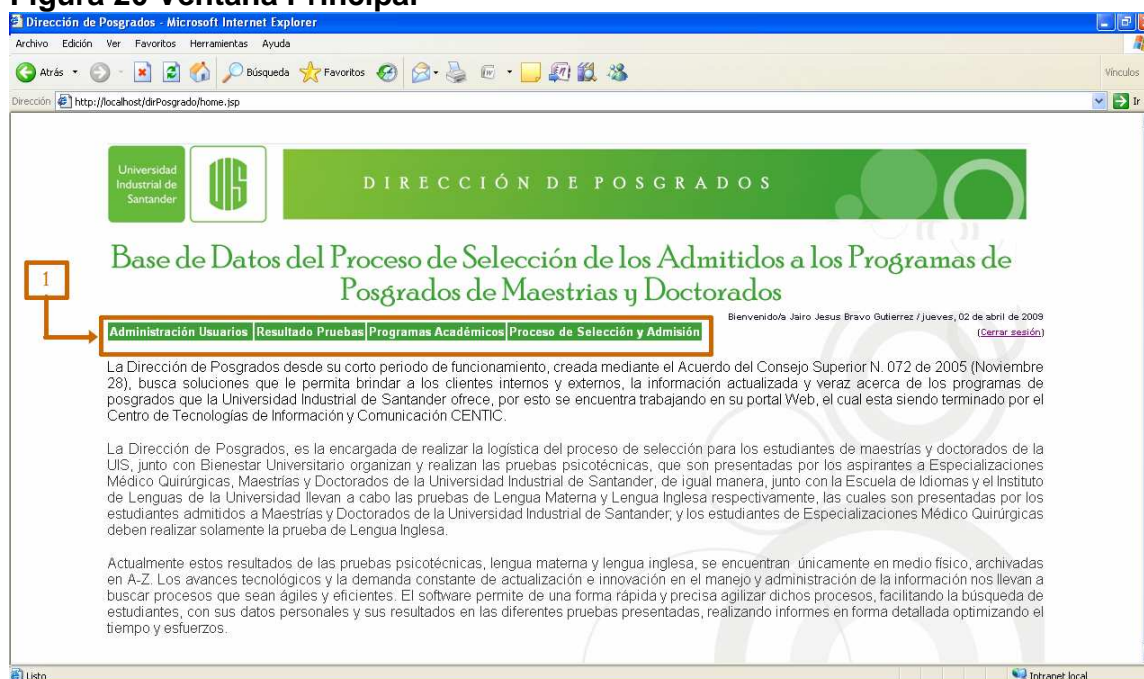 Figura 20 Ventana Principal
Dirección de Posgrados - Microsoft Internet Explorer
Archivo Edición Ver Favoritos Herramientas Ayuda
Atrás Búsqueda Favoritos Vínculos
Dirección http://localhost/dirPosgrado/home.jsp Ir
Universidad
Industrial de
Santander
UIS
DIRECCIÓN DE POSGRADOS
Base de Datos del Proceso de Selección de los Admitidos a los Programas de
Posgrados de Maestrias y Doctorados
1
Bienvenido/a Jairo Jesus Bravo Gutierrez / jueves, 02 de abril de 2009
(Cerrar sesión)
Administración Usuarios Resultado Pruebas Programas Académicos Proceso de Selección y Admisión
La Dirección de Posgrados desde su corto periodo de funcionamiento, creada mediante el Acuerdo del Consejo Superior N. 072 de 2005 (Noviembre
28), busca soluciones que le permita brindar a los clientes internos y externos, la información actualizada y veraz acerca de los programas de
posgrados que la Universidad Industrial de Santander ofrece, por esto se encuentra trabajando en su portal Web, el cual esta siendo terminado por el
Centro de Tecnologías de Información y Comunicación CENTIC.
La Dirección de Posgrados, es la encargada de realizar la logística del proceso de selección para los estudiantes de maestrías y doctorados de la
UIS, junto con Bienestar Universitario organizan y realizan las pruebas psicotécnicas, que son presentadas por los aspirantes a Especializaciones
Médico Quirúrgicas, Maestrías y Doctorados de la Universidad Industrial de Santander, de igual manera, junto con la Escuela de Idiomas y el Instituto
de Lenguas de la Universidad llevan a cabo las pruebas de Lengua Materna y Lengua Inglesa respectivamente, las cuales son presentadas por los
estudiantes admitidos a Maestrías y Doctorados de la Universidad Industrial de Santander; y los estudiantes de Especializaciones Médico Quirúrgicas
deben realizar solamente la prueba de Lengua Inglesa.
Actualmente estos resultados de las pruebas psicotécnicas, lengua materna y lengua inglesa, se encuentran únicamente en medio físico, archivadas
en A-Z. Los avances tecnológicos y la demanda constante de actualización e innovación en el manejo y administración de la información nos llevan a
buscar procesos que sean ágiles y eficientes. El software permite de una forma rápida y precisa agilizar dichos procesos, facilitando la búsqueda de
estudiantes, con sus datos personales y sus resultados en las diferentes pruebas presentadas, realizando informes en forma detallada optimizando el
tiempo y esfuerzos.
Listo Intranet local